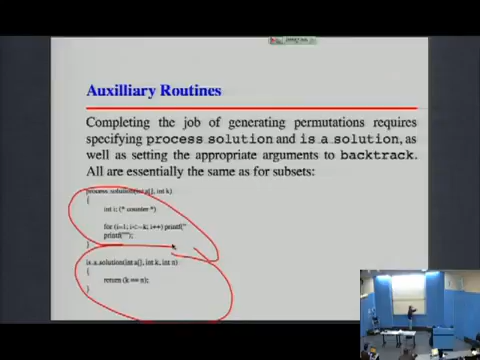 Auxilliary Routines
Completing the job of generating permutations requires
specifying process solution and is a solution, as
well as setting the appropriate arguments to backtrack.
All are essentially the same as for subsets:
process solution(int a[], int k)
{
int i; (* counter *)
for (i=1; i<=k; i++) printf("
printf("");
}
is a solution(int a[], int k, int n)
{
return (k == n);
}